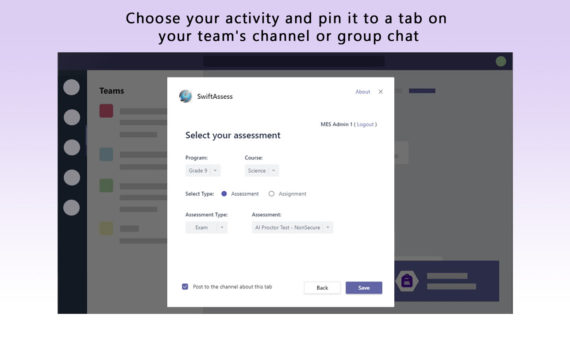 Choose your activity and pin it to a tab on
your team's channel or group chat
Teams
SwiftAssess
About
MES Admin 1 ( Logout )
Select your assessment
Program: Course:
Grade 9 Science
Select Type: Assessment Assignment
Assessment Type: Assessment:
Exam AI Proctor Test - NonSecure
Post to the channel about this tab Back Save